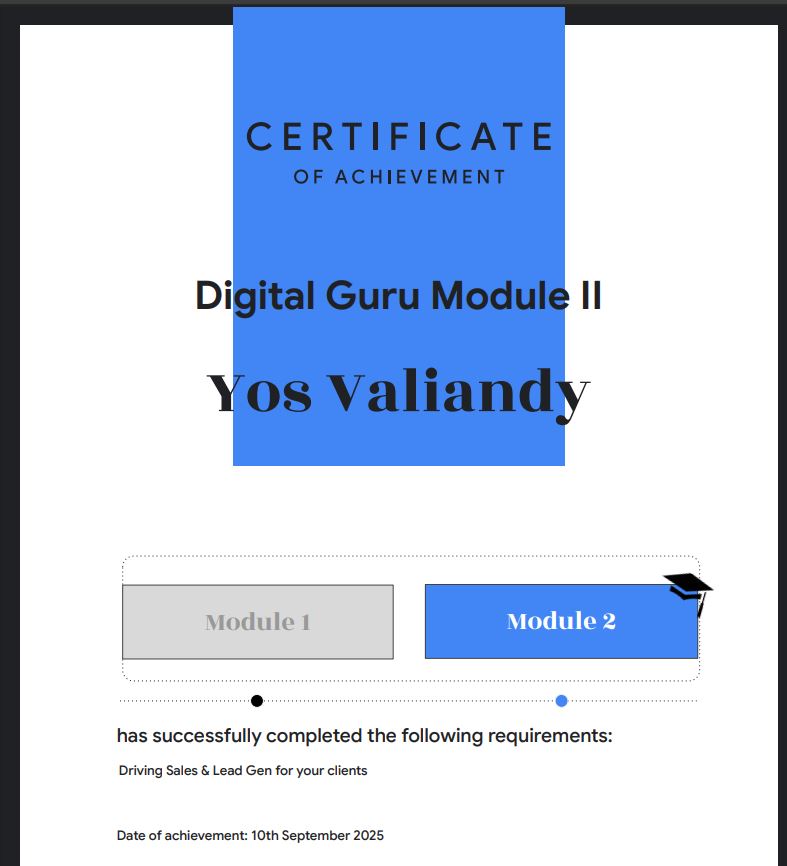 CERTIFICATE
OF ACHIEVEMENT
Digital Guru Module II
Yos Valiandy
Module 1
Module 2
has successfully completed the following requirements:
Driving Sales & Lead Gen for your clients
Date of achievement: 10th September 2025